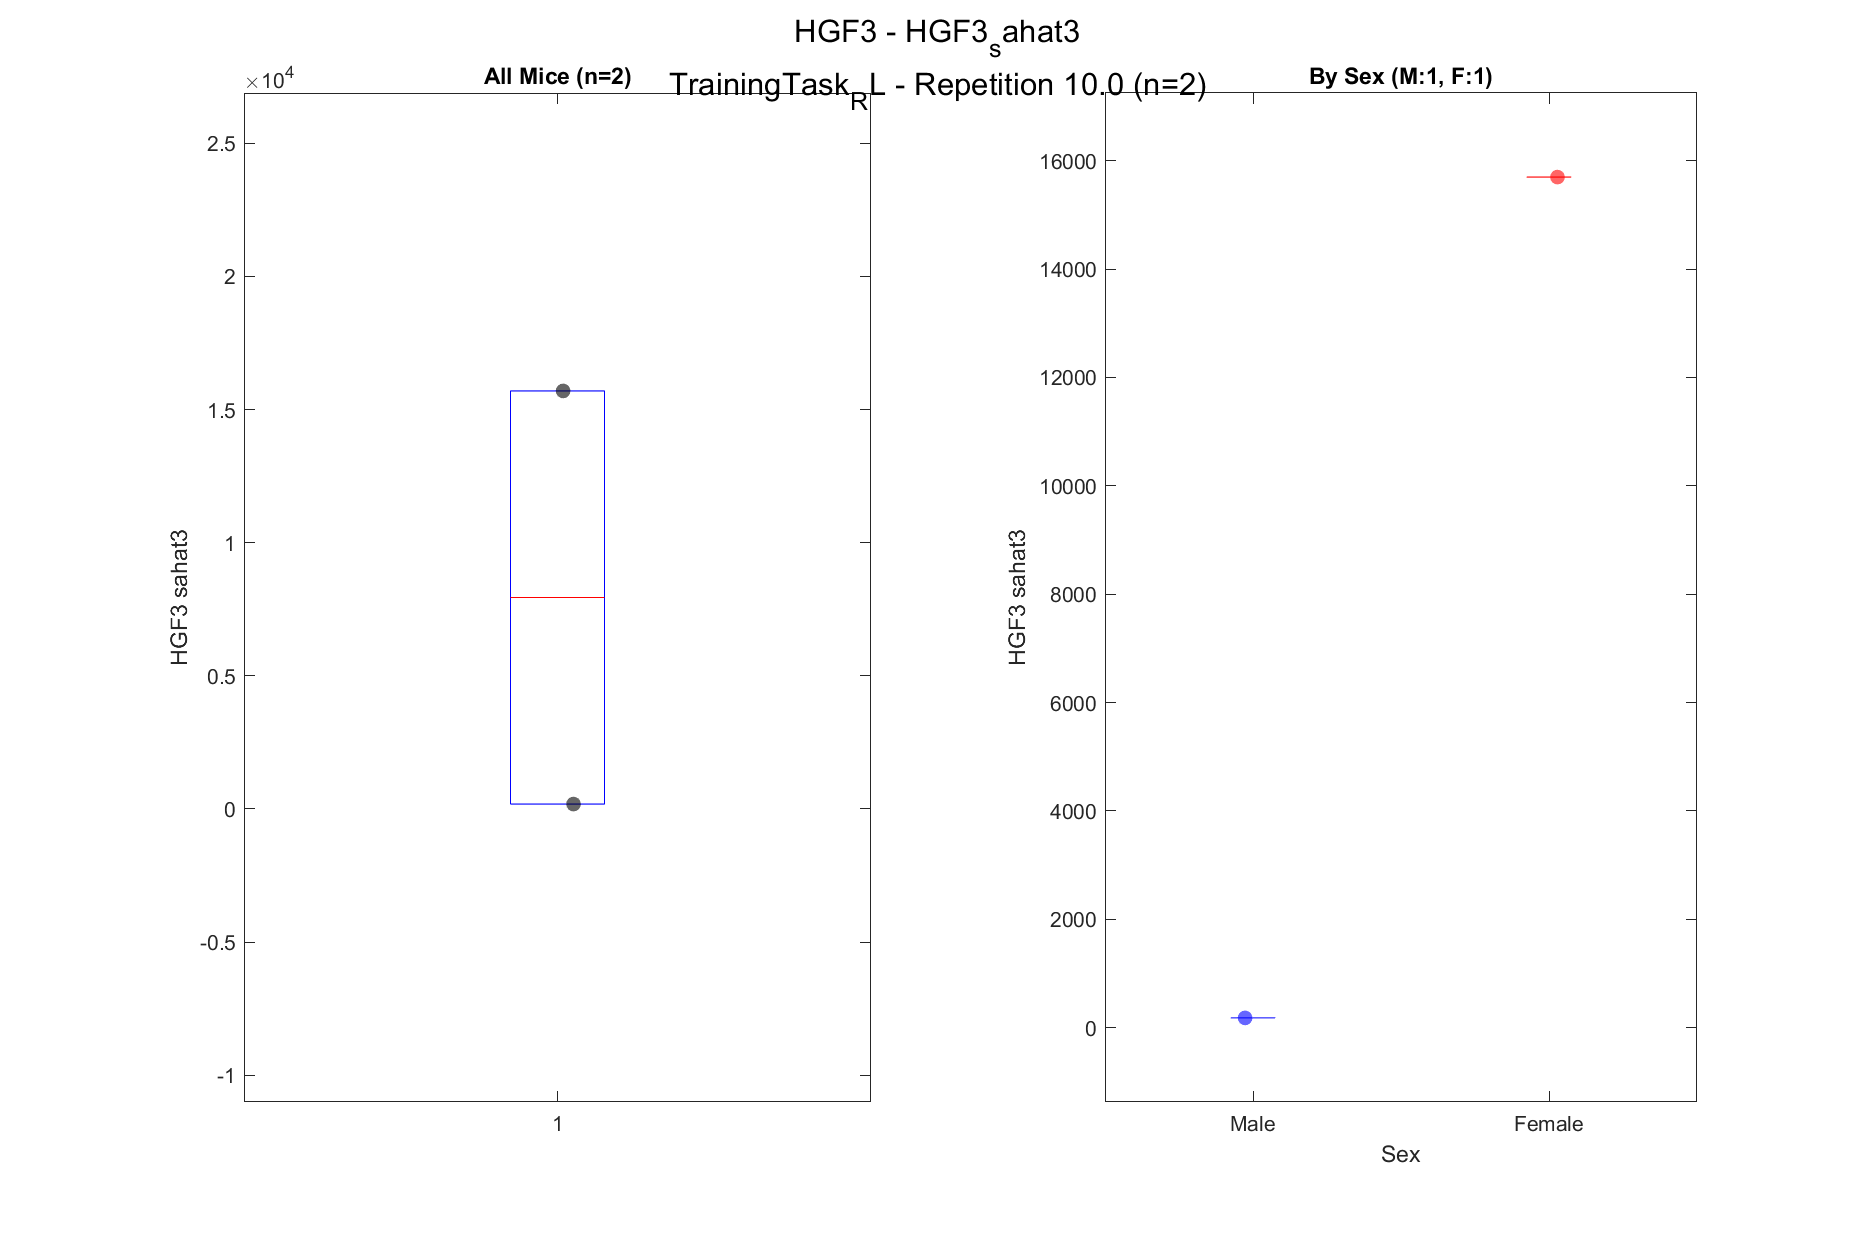 HGF3 - HGF3sahat3
TrainingTaskRL - Repetition 10.0 (n=2)
All Mice (n=2)
×10^4
2.5
2
1.5
1
0.5
0
-0.5
-1
HGF3 sahat3
1
By Sex (M:1, F:1)
16000
14000
12000
10000
8000
6000
4000
2000
0
HGF3 sahat3
Male Female
Sex